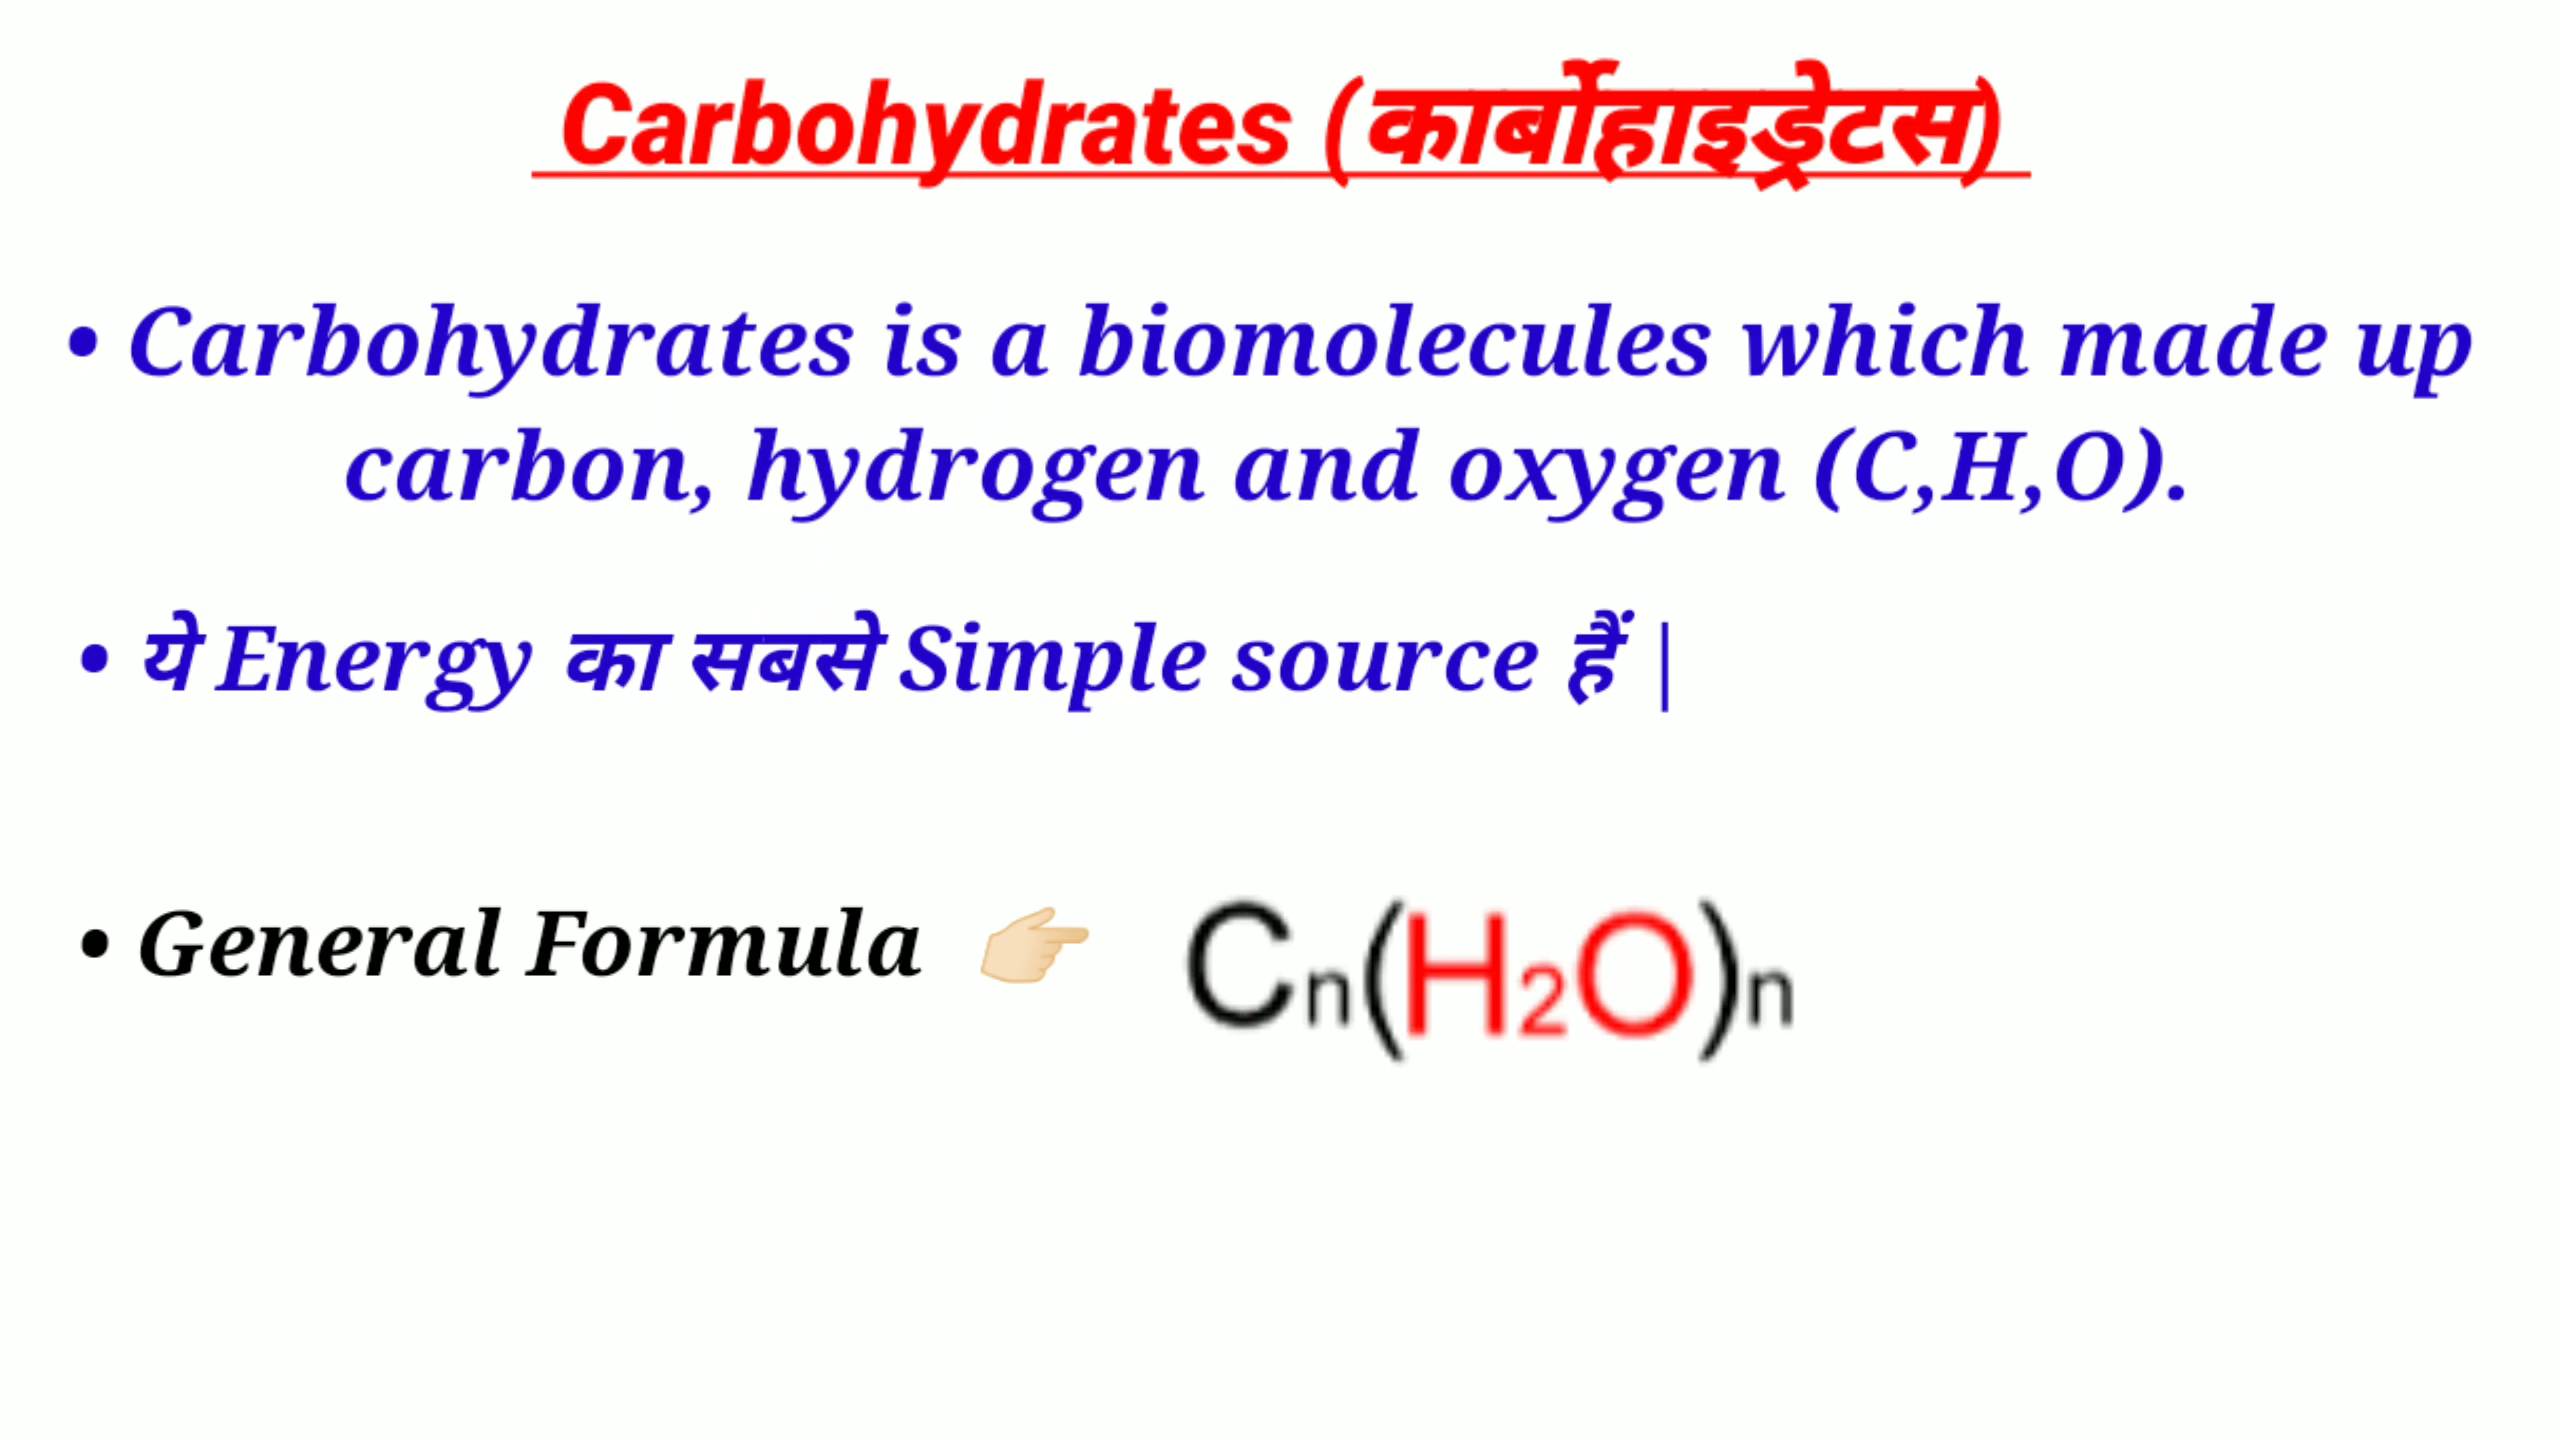 Carbohydrates (कार्बोहाइड्रेटस)
• Carbohydrates is a biomolecules which made up
carbon, hydrogen and oxygen (C,H,O).
• ये Energy का सबसे Simple source हैं |
• General Formula 👉🏻 Cn(H2O)n